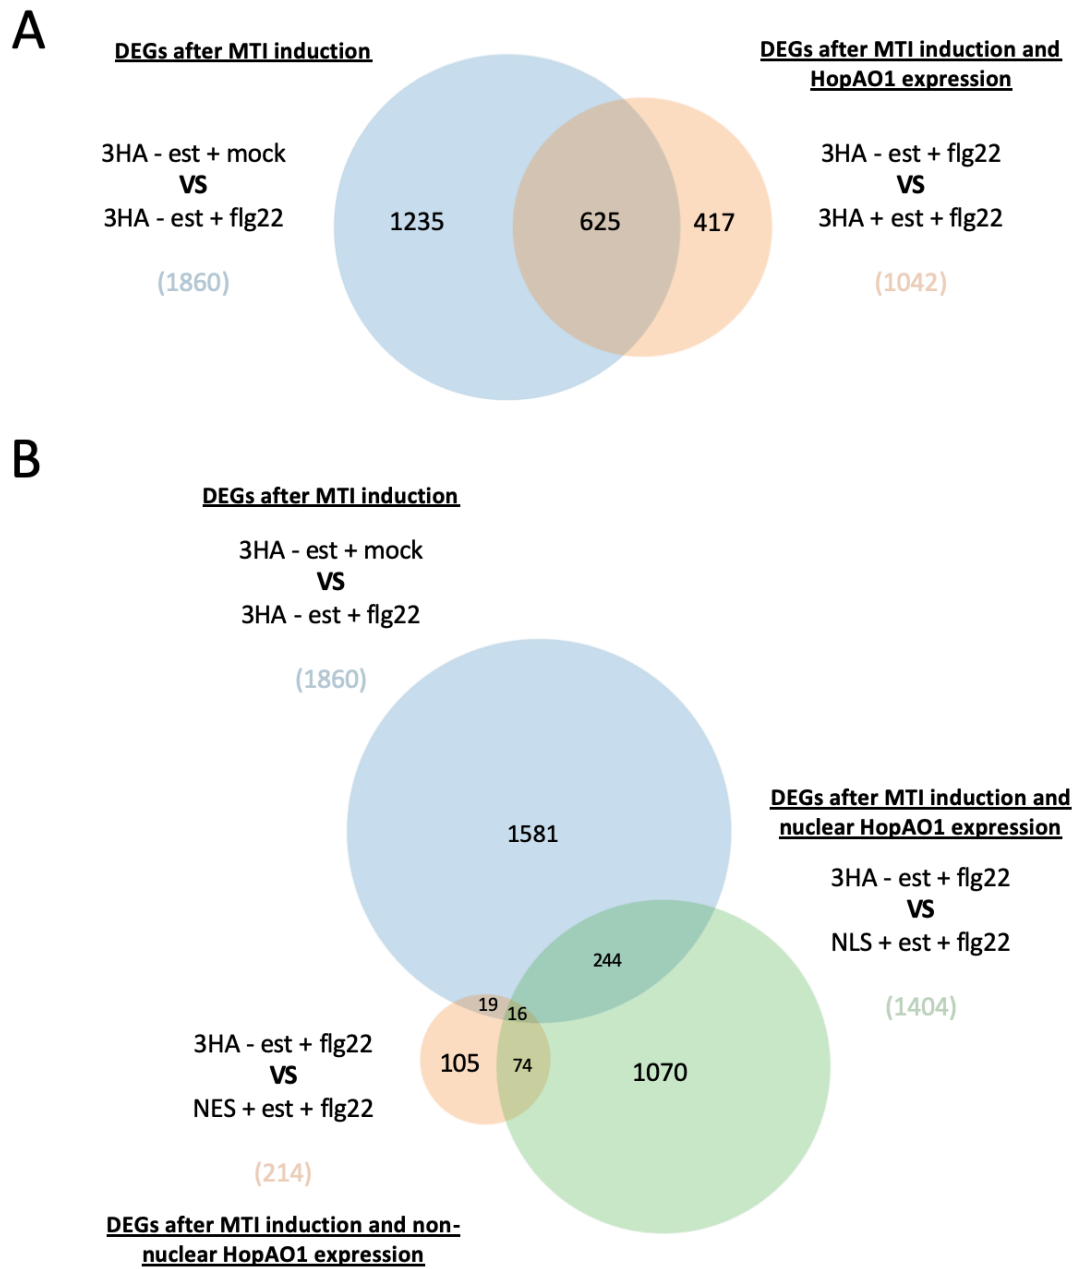 A
DEGs after MTI induction
3HA - est + mock
VS
3HA - est + flg22
(1860)
1235
625
417
DEGs after MTI induction and
HopAO1 expression
3HA - est + flg22
VS
3HA + est + flg22
(1042)
B
DEGs after MTI induction
3HA - est + mock
VS
3HA - est + flg22
(1860)
1581
DEGs after MTI induction and
nuclear HopAO1 expression
3HA - est + flg22
VS
NLS + est + flg22
(1404)
244
19
16
105
74
1070
3HA - est + flg22
VS
NES + est + flg22
(214)
DEGs after MTI induction and non-
nuclear HopAO1 expression